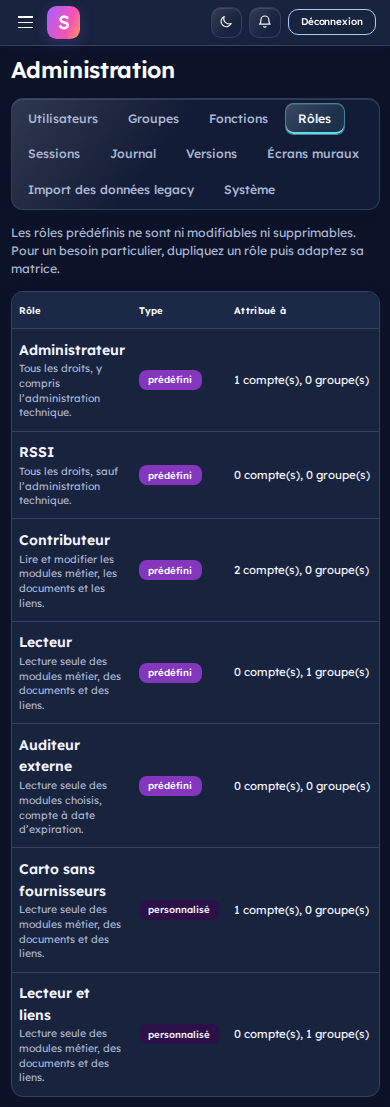 S
Déconnexion
Administration
Utilisateurs Groupes Fonctions Rôles
Sessions Journal Versions Écrans muraux
Import des données legacy Système
Les rôles prédéfinis ne sont ni modifiables ni supprimables.
Pour un besoin particulier, dupliquez un rôle puis adaptez sa
matrice.
Rôle Type Attribué à
Administrateur
Tous les droits, y
compris
l’administration
technique.
prédéfini
1 compte(s), 0 groupe(s)
RSSI
Tous les droits, sauf
l’administration
technique.
prédéfini
0 compte(s), 0 groupe(s)
Contributeur
Lire et modifier les
modules métier, les
documents et les
liens.
prédéfini
2 compte(s), 0 groupe(s)
Lecteur
Lecture seule des
modules métier, des
documents et des
liens.
prédéfini
0 compte(s), 1 groupe(s)
Auditeur
externe
Lecture seule des
modules choisis,
compte à date
d’expiration.
prédéfini
0 compte(s), 0 groupe(s)
Carto sans
fournisseurs
Lecture seule des
modules métier, des
documents et des
liens.
personnalisé
1 compte(s), 0 groupe(s)
Lecteur et
liens
Lecture seule des
modules métier, des
documents et des
liens.
personnalisé
0 compte(s), 1 groupe(s)